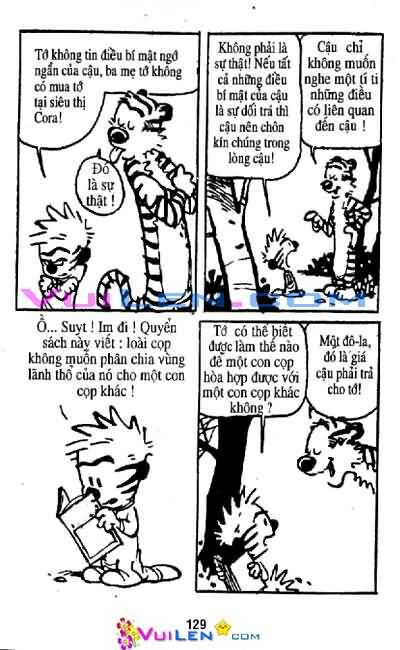 Tớ không tin điều bí mật ngớ
ngẩn của cậu, ba mẹ tớ không
có mua tớ
tại siêu thị
Cora!
Đó
là sự
thật !
Không phải là
sự thật! Nếu tất
cả những điều
bí mật của cậu
là sự dối trá thì
cậu nên chôn
kín chúng trong
lòng cậu!
Cậu chỉ
không muốn
nghe một tí ti
những điều
có liên quan
đến cậu !
VUILEN.COM
Ồ... Suyt ! Im đi ! Quyển
sách này viết : loài cọp
không muốn phân chia vùng
lãnh thổ của nó cho một con
cọp khác !
Tớ có thể biết
được làm thế nào
để một con cọp
hòa hợp được với
một con cọp khác
không ?
Một đô-la,
đó là giá
cậu phải trả
cho tớ!
129
VUILEN COM